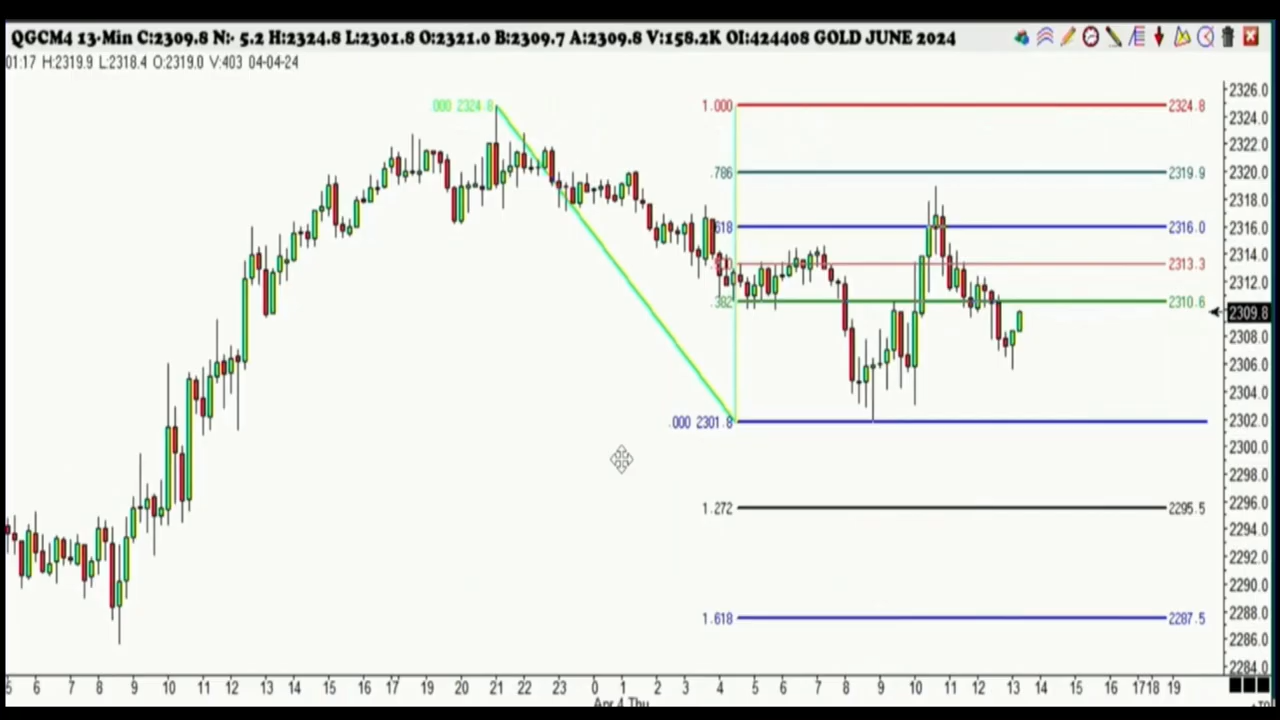 QGCM4 13-Min C:2309.8 N:- 5.2 H:2324.8 L:2301.8 O:2321.0 B:2309.7 A:2309.8 V:158.2K OI:424408 GOLD JUNE 2024
01:17 H:2319.9 L:2318.4 O:2319.0 V:403 04-04-24
2326.0
.000 2324.8 1.000 2324.8
2324.0
2322.0
.786 2319.9 2320.0
2318.0
618 2316.0 2316.0
2313.3 2314.0
2312.0
.382 2310.6
2309.8
2308.0
2306.0
2304.0
.000 2301.8 2302.0
2300.0
2298.0
1.272 2295.5 2296.0
2294.0
2292.0
2290.0
1.618 2287.5 2288.0
2286.0
2284.0
5 6 7 8 9 10 11 12 13 14 15 16 17 19 20 21 22 23 0 1 2 3 4 5 6 7 8 9 10 11 12 13 14 15 16 17 18 19
Apr 4 Thu